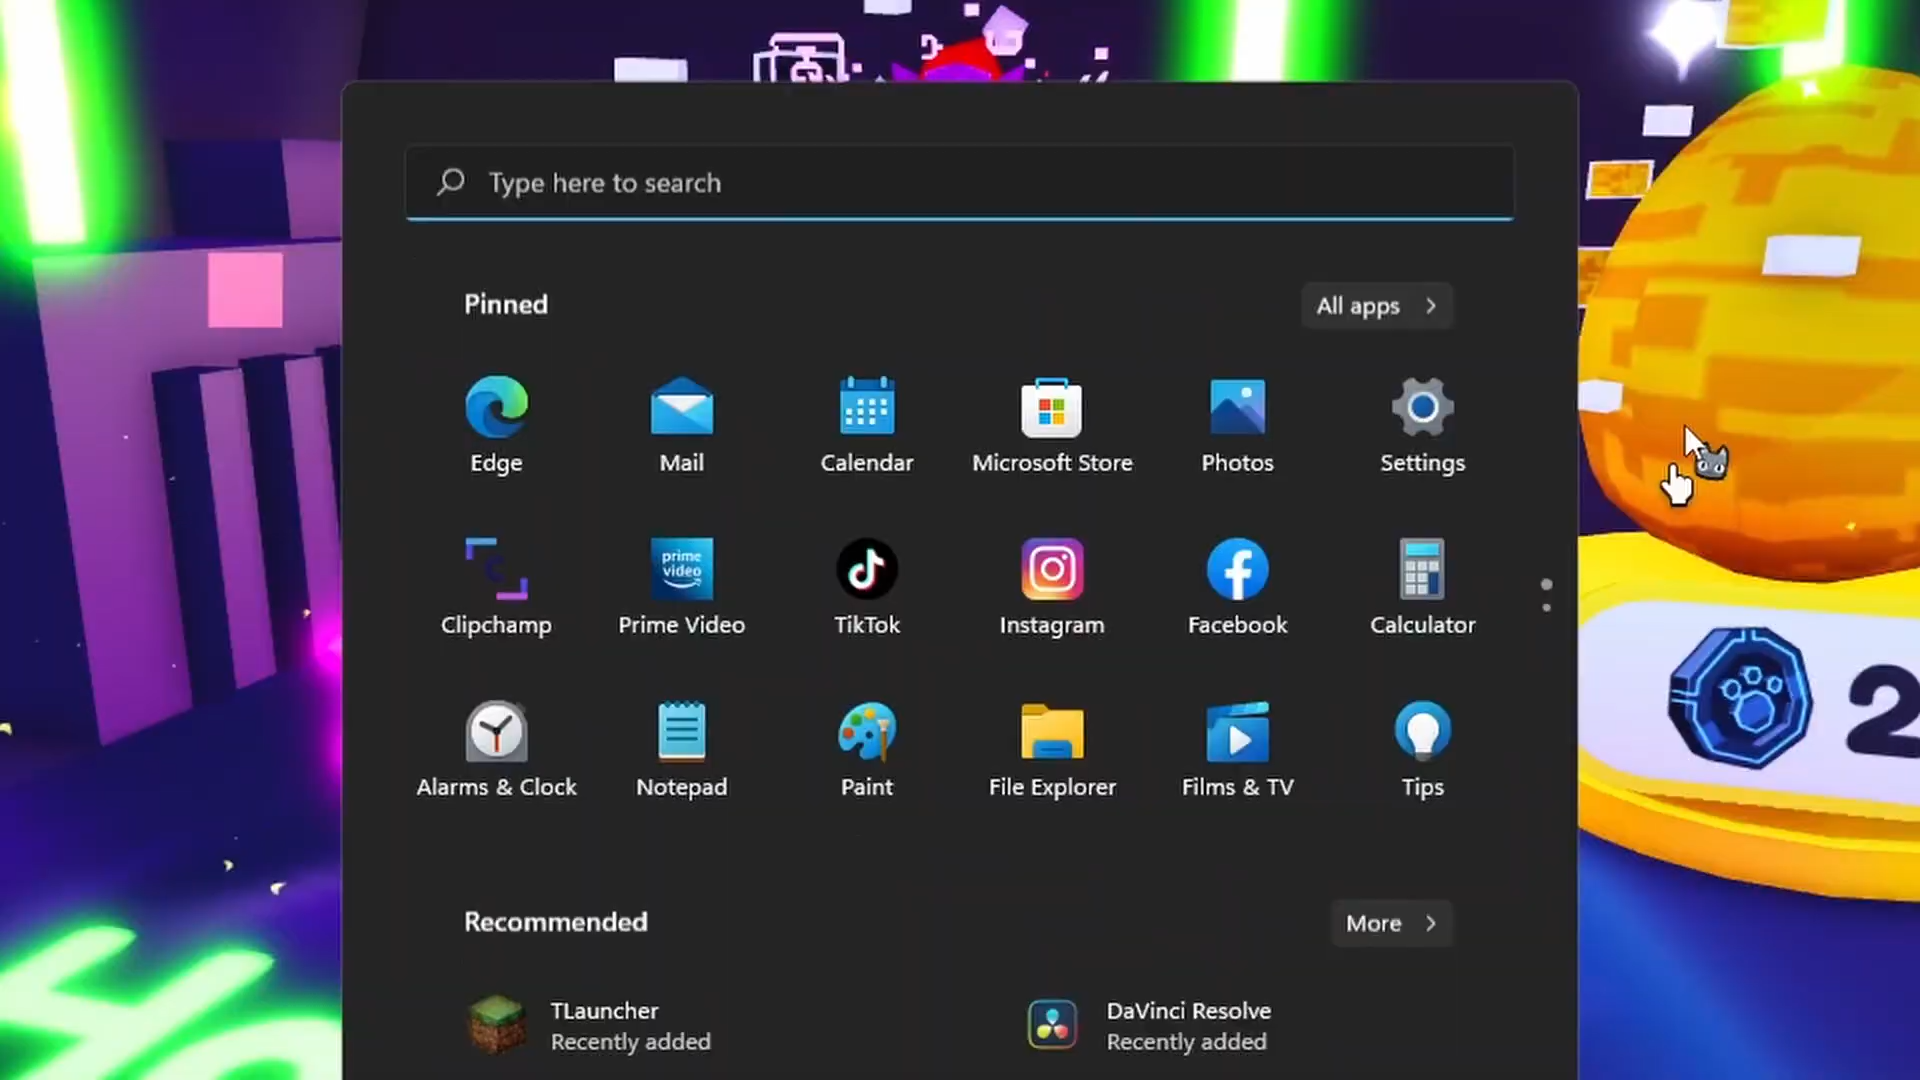 Type here to search
Pinned
All apps
Edge
Mail
Calendar
Microsoft Store
Photos
Settings
prime
video
Clipchamp
Prime Video
TikTok
Instagram
Facebook
Calculator
2
Alarms & Clock
Notepad
Paint
File Explorer
Films & TV
Tips
Recommended
More
TLauncher
Recently added
DaVinci Resolve
Recently added